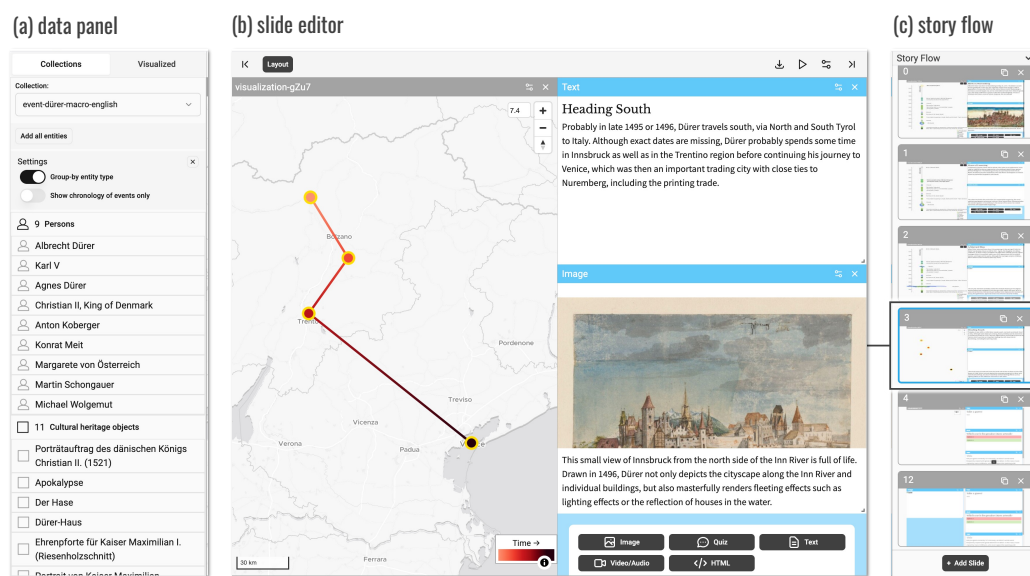 (a) data panel
(b) slide editor
(c) story flow
Collections
Visualized
Collection:
event-dürer-macro-english
Add all entities
Settings
×
Group-by entity type
Show chronology of events only
9 Persons
Albrecht Dürer
Karl V
Agnes Dürer
Christian II, King of Denmark
Anton Koberger
Konrat Meit
Margarete von Österreich
Martin Schongauer
Michael Wolgemut
11 Cultural heritage objects
Porträtauftrag des dänischen Königs
Christian II. (1521)
Apokalypse
Der Hase
Dürer-Haus
Ehrenpforte für Kaiser Maximilian I.
(Riesenholzschnitt)
Portrait von Kaiser Maximilian
Layout
visualization-gZu7
7.4
Bolzano
Trento
Pordenone
Treviso
Vicenza
Verona
Padua
Ferrara
30 km
Time →
Text
Heading South
Probably in late 1495 or 1496, Dürer travels south, via North and South Tyrol
to Italy. Although exact dates are missing, Dürer probably spends some time
in Innsbruck as well as in the Trentino region before continuing his journey to
Venice, which was then an important trading city with close ties to
Nuremberg, including the printing trade.
Image
This small view of Innsbruck from the north side of the Inn River is full of life.
Drawn in 1496, Dürer not only depicts the cityscape along the Inn River and
individual buildings, but also masterfully renders fleeting effects such as
lighting effects or the reflection of houses in the water.
Image
Quiz
Text
Video/Audio
</> HTML
Story Flow
0
1
2
3
4
12
+ Add Slide